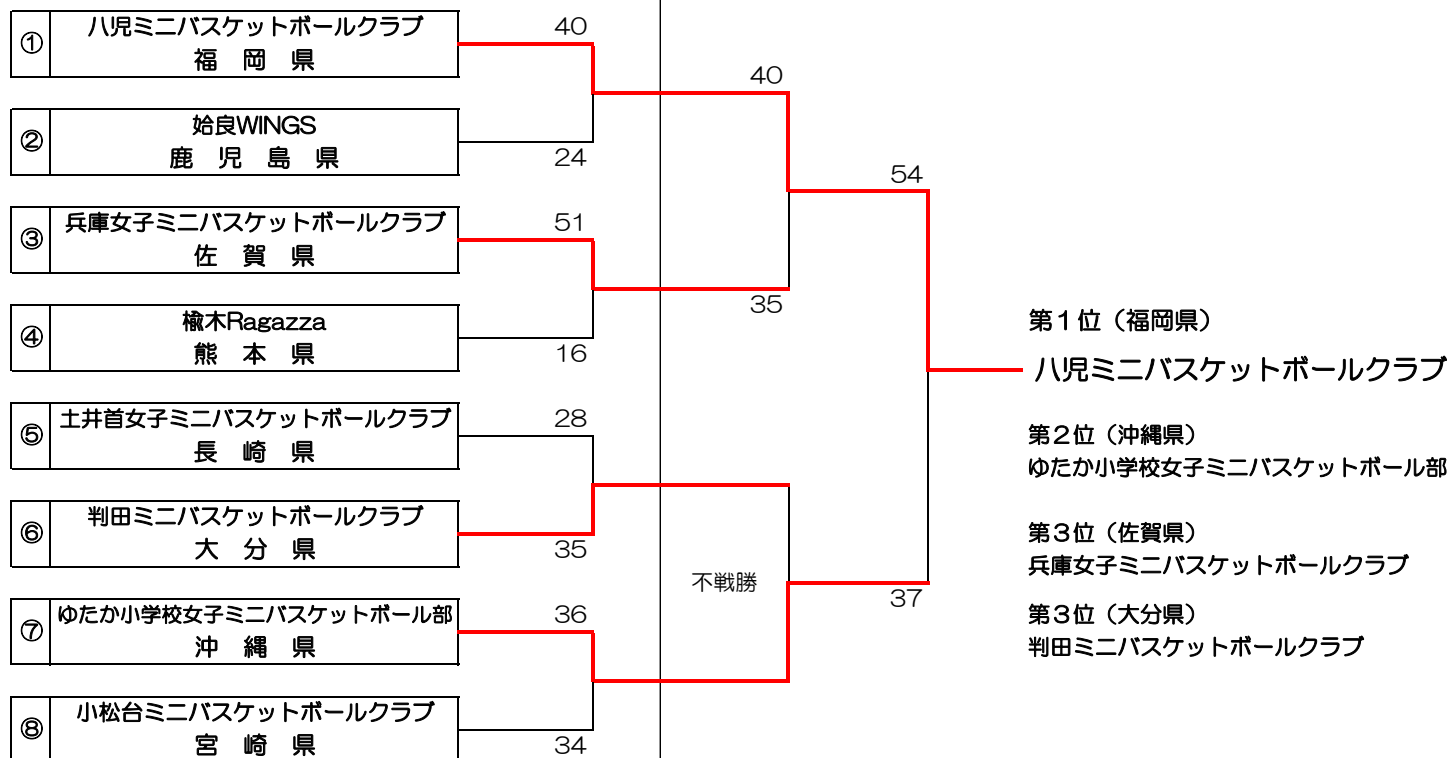 ①
八児ミニバスケットボールクラブ
福 岡 県
40
②
姶良WINGS
鹿 児 島 県
24
③
兵庫女子ミニバスケットボールクラブ
佐 賀 県
51
④
楡木Ragazza
熊 本 県
16
⑤
土井首女子ミニバスケットボールクラブ
長 崎 県
28
⑥
判田ミニバスケットボールクラブ
大 分 県
35
⑦
ゆたか小学校女子ミニバスケットボール部
沖 縄 県
36
⑧
小松台ミニバスケットボールクラブ
宮 崎 県
34
40
35
不戦勝
54
37
第１位（福岡県）
八児ミニバスケットボールクラブ
第２位（沖縄県）
ゆたか小学校女子ミニバスケットボール部
第３位（佐賀県）
兵庫女子ミニバスケットボールクラブ
第３位（大分県）
判田ミニバスケットボールクラブ